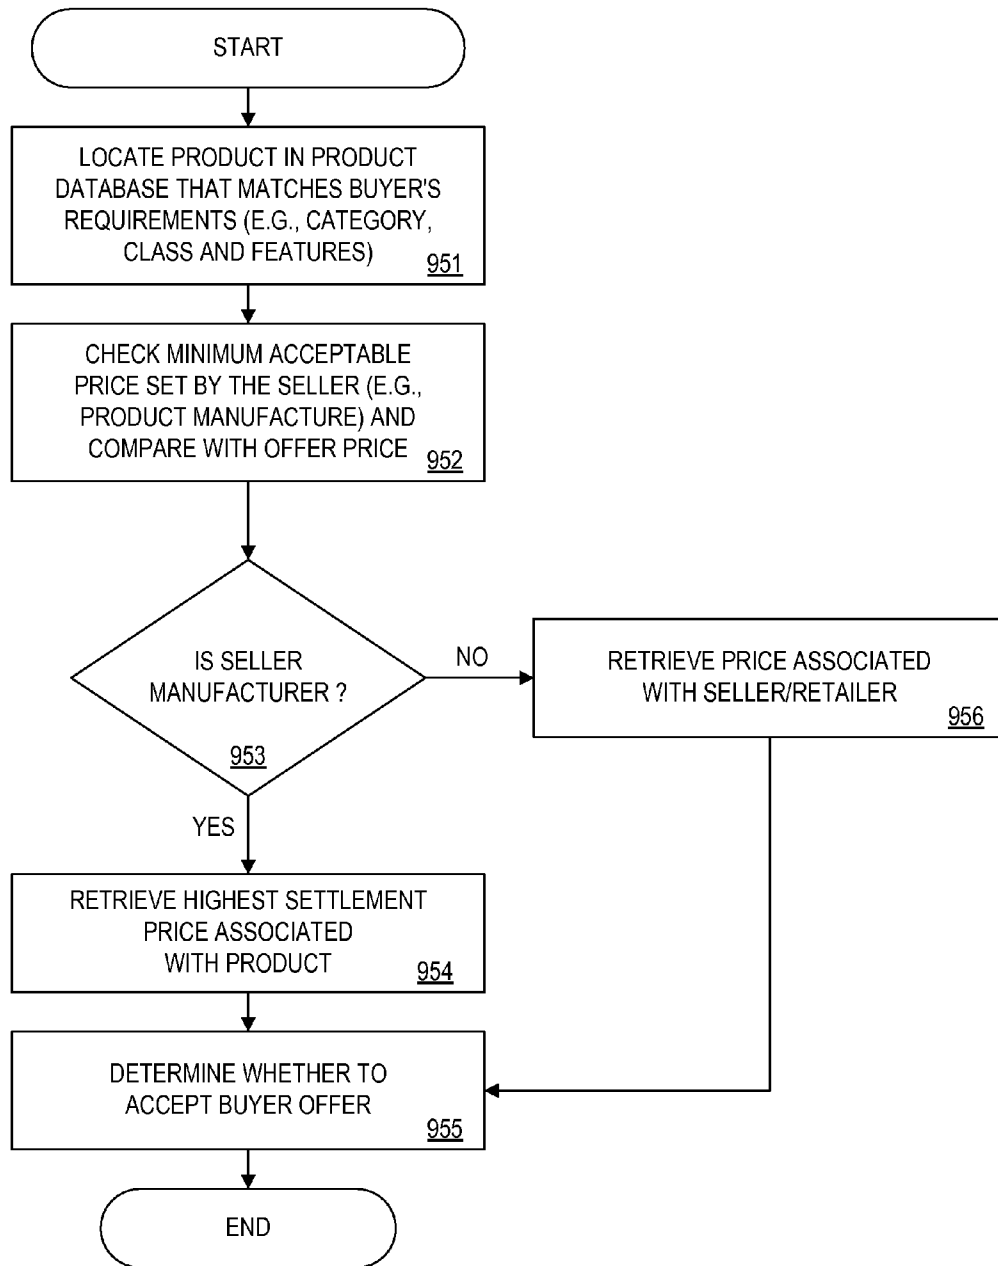 START
LOCATE PRODUCT IN PRODUCT
DATABASE THAT MATCHES BUYER'S
REQUIREMENTS (E.G., CATEGORY,
CLASS AND FEATURES)
951
CHECK MINIMUM ACCEPTABLE
PRICE SET BY THE SELLER (E.G.,
PRODUCT MANUFACTURE) AND
COMPARE WITH OFFER PRICE
952
IS SELLER
MANUFACTURER ?
953
NO
RETRIEVE PRICE ASSOCIATED
WITH SELLER/RETAILER
956
YES
RETRIEVE HIGHEST SETTLEMENT
PRICE ASSOCIATED
WITH PRODUCT
954
DETERMINE WHETHER TO
ACCEPT BUYER OFFER
955
END